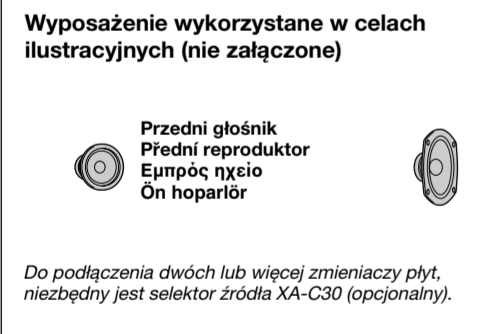 Wyposażenie wykorzystane w celach
ilustracyjnych (nie załączone)
Przedni głośnik
Přední reproduktor
Εμπρός ηχείο
Ön hoparlör
Do podłączenia dwóch lub więcej zmieniaczy płyt,
niezbędny jest selektor źródła XA-C30 (opcjonalny).